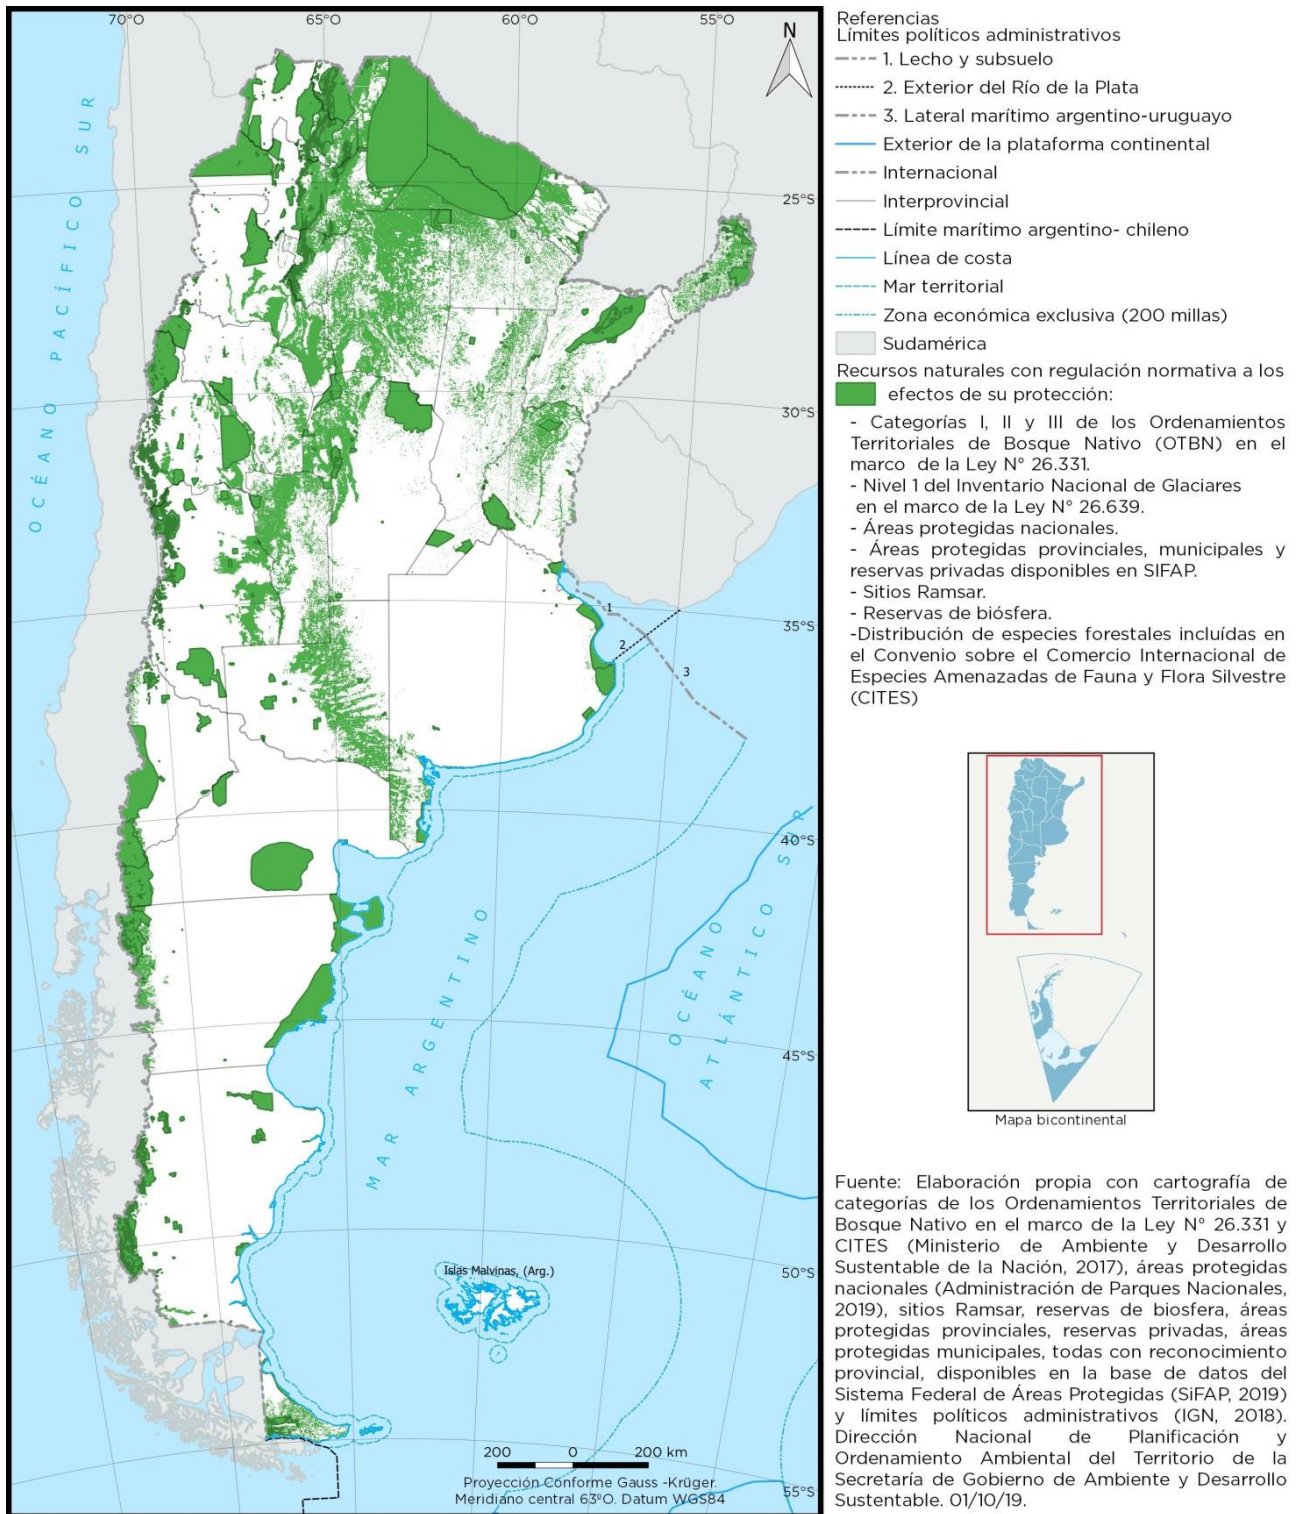 70°O
65°O
60°O
55°O
N
OCÉANO PACÍFICO SUR
25°S
30°S
35°S
40°S
45°S
50°S
55°S
1
2
3
MAR ARGENTINO
OCÉANO
ATLÁNTICO SUR
Islas Malvinas, (Arg.)
200 0 200 km
Proyección Conforme Gauss -Krüger.
Meridiano central 63ºO. Datum WGS84
Referencias
Límites políticos administrativos
1. Lecho y subsuelo
2. Exterior del Río de la Plata
3. Lateral marítimo argentino-uruguayo
Exterior de la plataforma continental
Internacional
Interprovincial
Límite marítimo argentino- chileno
Línea de costa
Mar territorial
Zona económica exclusiva (200 millas)
Sudamérica
Recursos naturales con regulación normativa a los
efectos de su protección:
- Categorías I, II y III de los Ordenamientos
Territoriales de Bosque Nativo (OTBN) en el
marco de la Ley N° 26.331.
- Nivel 1 del Inventario Nacional de Glaciares
en el marco de la Ley N° 26.639.
- Áreas protegidas nacionales.
- Áreas protegidas provinciales, municipales y
reservas privadas disponibles en SIFAP.
- Sitios Ramsar.
- Reservas de biósfera.
-Distribución de especies forestales incluídas en
el Convenio sobre el Comercio Internacional de
Especies Amenazadas de Fauna y Flora Silvestre
(CITES)
Mapa bicontinental
Fuente: Elaboración propia con cartografía de
categorías de los Ordenamientos Territoriales de
Bosque Nativo en el marco de la Ley N° 26.331 y
CITES (Ministerio de Ambiente y Desarrollo
Sustentable de la Nación, 2017), áreas protegidas
nacionales (Administración de Parques Nacionales,
2019), sitios Ramsar, reservas de biosfera, áreas
protegidas provinciales, reservas privadas, áreas
protegidas municipales, todas con reconocimiento
provincial, disponibles en la base de datos del
Sistema Federal de Áreas Protegidas (SiFAP, 2019)
y límites políticos administrativos (IGN, 2018).
Dirección Nacional de Planificación y
Ordenamiento Ambiental del Territorio de la
Secretaría de Gobierno de Ambiente y Desarrollo
Sustentable. 01/10/19.